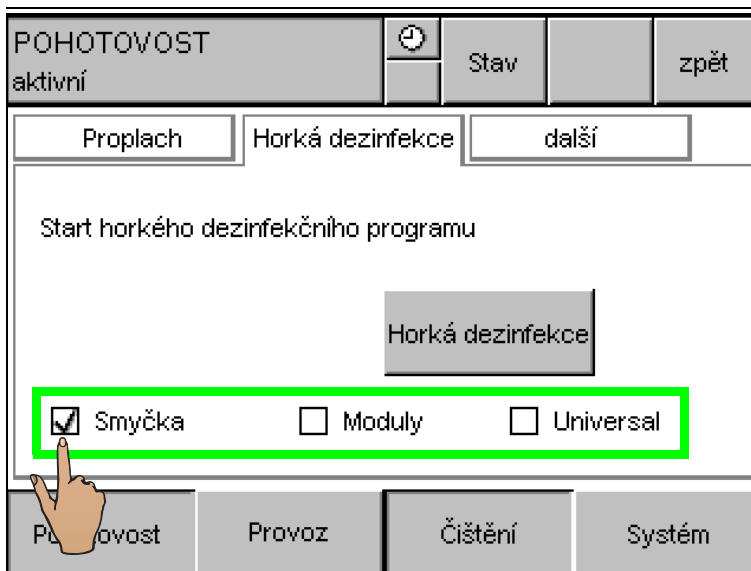 POHOTOVOST
aktivní
Stav
zpět
Proplach
Horká dezinfekce
další
Start horkého dezinfekčního programu
Horká dezinfekce
Smyčka
Moduly
Universal
Provoz
Čištění
Systém